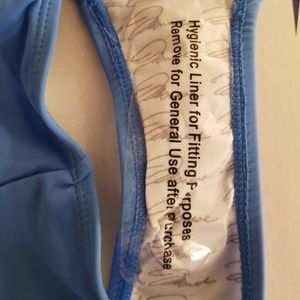 Hygienic Liner for Fitting Purposes
Remove for General Use after Purchase